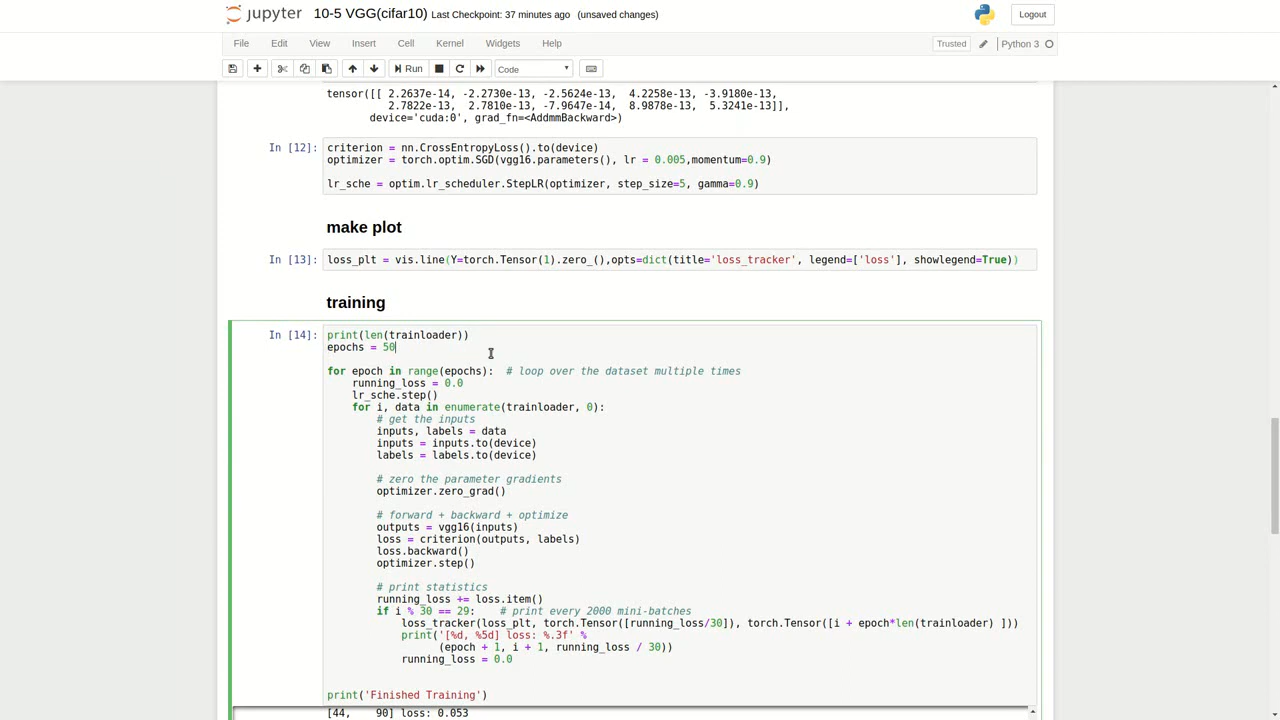 jupyter 10-5 VGG(cifar10) Last Checkpoint: 37 minutes ago (unsaved changes) Logout
File Edit View Insert Cell Kernel Widgets Help Trusted Python 3
Run Code
tensor([[ 2.2637e-14, -2.2730e-13, -2.5624e-13,  4.2258e-13, -3.9180e-13,
          2.7822e-13,  2.7810e-13, -7.9647e-14,  8.9878e-13,  5.3241e-13]],
       device='cuda:0', grad_fn=<AddmmBackward>)
In [12]: criterion = nn.CrossEntropyLoss().to(device)
optimizer = torch.optim.SGD(vgg16.parameters(), lr = 0.005,momentum=0.9)
lr_sche = optim.lr_scheduler.StepLR(optimizer, step_size=5, gamma=0.9)
make plot
In [13]: loss_plt = vis.line(Y=torch.Tensor(1).zero_(),opts=dict(title='loss_tracker', legend=['loss'], showlegend=True))
training
In [14]: print(len(trainloader))
epochs = 50
for epoch in range(epochs):  # loop over the dataset multiple times
    running_loss = 0.0
    lr_sche.step()
    for i, data in enumerate(trainloader, 0):
        # get the inputs
        inputs, labels = data
        inputs = inputs.to(device)
        labels = labels.to(device)
        # zero the parameter gradients
        optimizer.zero_grad()
        # forward + backward + optimize
        outputs = vgg16(inputs)
        loss = criterion(outputs, labels)
        loss.backward()
        optimizer.step()
        # print statistics
        running_loss += loss.item()
        if i % 30 == 29:    # print every 2000 mini-batches
            loss_tracker(loss_plt, torch.Tensor([running_loss/30]), torch.Tensor([i + epoch*len(trainloader) ]))
            print('[%d, %5d] loss: %.3f' %
                  (epoch + 1, i + 1, running_loss / 30))
            running_loss = 0.0
print('Finished Training')
[44,    90] loss: 0.053